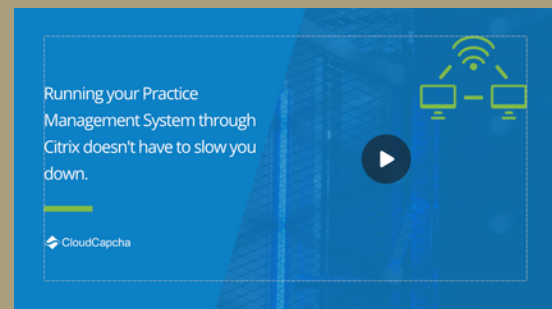 Running your Practice
Management System through
Citrix doesn't have to slow you
down.
CloudCapcha